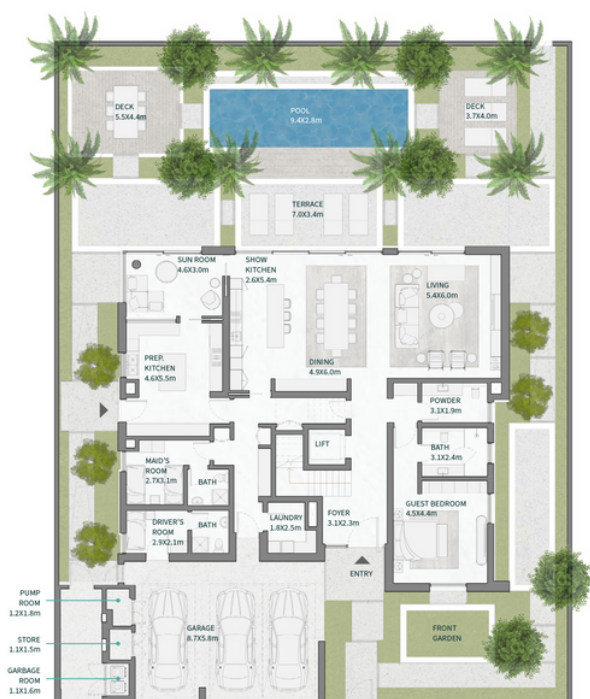 DECK
5.5X4.4m
POOL
9.4X2.8m
DECK
3.7X4.0m
TERRACE
7.0X3.4m
SUN ROOM
4.6X3.0m
SHOW
KITCHEN
2.6X5.4m
LIVING
5.4X6.0m
PREP.
KITCHEN
4.6X5.5m
DINING
4.9X6.0m
POWDER
3.1X1.9m
LIFT
BATH
3.1X2.4m
MAID'S
ROOM
2.7X3.1m
BATH
GUEST BEDROOM
4.5X4.4m
DRIVER'S
ROOM
2.9X2.1m
BATH
LAUNDRY
1.8X2.5m
FOYER
3.1X2.3m
ENTRY
PUMP
ROOM
1.2X1.8m
STORE
1.1X1.5m
GARBAGE
ROOM
1.1X1.6m
GARAGE
8.7X5.8m
FRONT
GARDEN